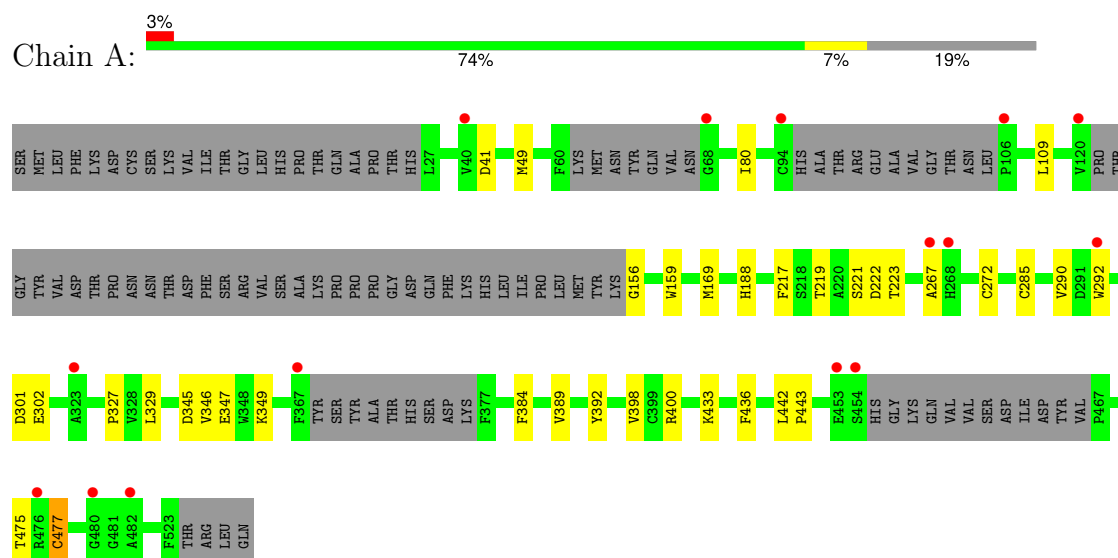 3%
Chain A:
74% 7% 19%
SER MET LEU PHE LYS ASP CYS SER LYS VAL ILE THR GLY LEU HIS PRO THR GLN ALA PRO THR HIS L27 V40 D41 M49 F60 LYS MET ASN TYR GLN VAL ASN G68 I80 C94 HIS ALA THR ARG GLU ALA VAL GLY THR ASN LEU P106 L109 V120 PRO THR
GLY TYR VAL ASP THR PRO ASN ASN THR ASP PHE SER ARG VAL SER ALA LYS PRO PRO PRO GLY ASP GLN PHE LYS HIS LEU ILE PRO LEU MET TYR LYS G156 W159 M169 H188 F217 S218 T219 A220 S221 D222 T223 A267 H268 C272 C285 V290 D291 W292
D301 E302 A323 P327 V328 L329 D345 V346 E347 W348 K349 F367 TYR SER TYR ALA THR HIS SER ASP LYS F377 F384 V389 Y392 V398 C399 R400 K433 F436 L442 P443 E453 S454 HIS GLY LYS GLN VAL VAL SER ASP ILE ASP TYR VAL P467
T475 R476 C477 G480 G481 A482 F523 THR ARG LEU GLN